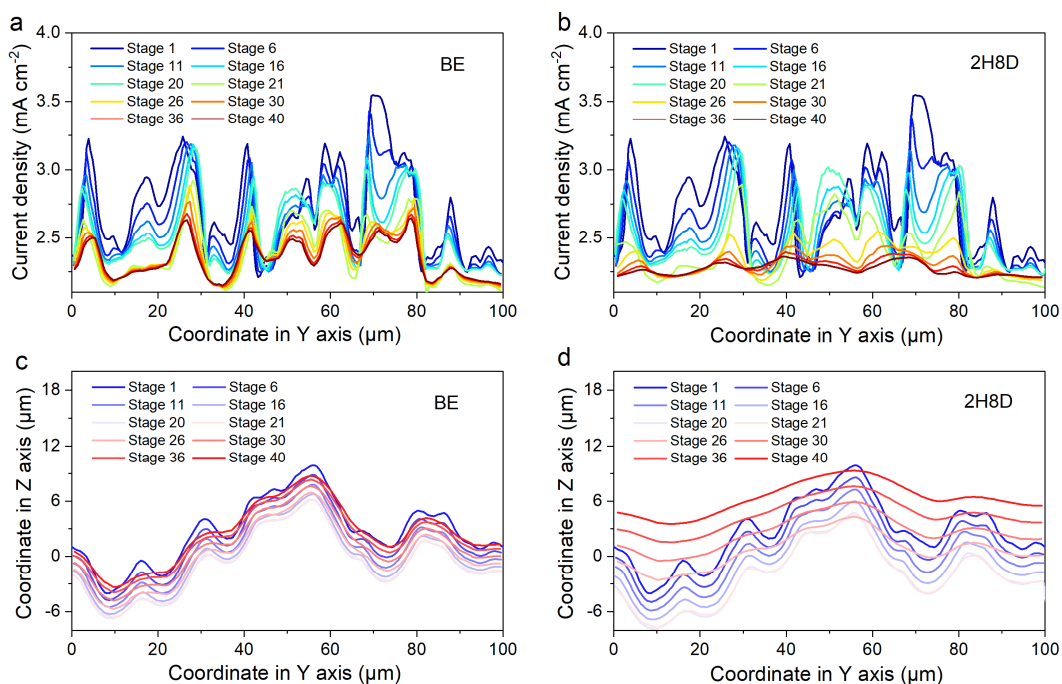 a
Current density (mA cm⁻²)
4.0
3.5
3.0
2.5
Stage 1 Stage 6
Stage 11 Stage 16
Stage 20 Stage 21
Stage 26 Stage 30
Stage 36 Stage 40
BE
0 20 40 60 80 100
Coordinate in Y axis (μm)
b
Current density (mA cm⁻²)
4.0
3.5
3.0
2.5
Stage 1 Stage 6
Stage 11 Stage 16
Stage 20 Stage 21
Stage 26 Stage 30
Stage 36 Stage 40
2H8D
0 20 40 60 80 100
Coordinate in Y axis (μm)
c
Coordinate in Z axis (μm)
18
12
6
0
-6
Stage 1 Stage 6
Stage 11 Stage 16
Stage 20 Stage 21
Stage 26 Stage 30
Stage 36 Stage 40
BE
0 20 40 60 80 100
Coordinate in Y axis (μm)
d
Coordinate in Z axis (μm)
18
12
6
0
-6
Stage 1 Stage 6
Stage 11 Stage 16
Stage 20 Stage 21
Stage 26 Stage 30
Stage 36 Stage 40
2H8D
0 20 40 60 80 100
Coordinate in Y axis (μm)